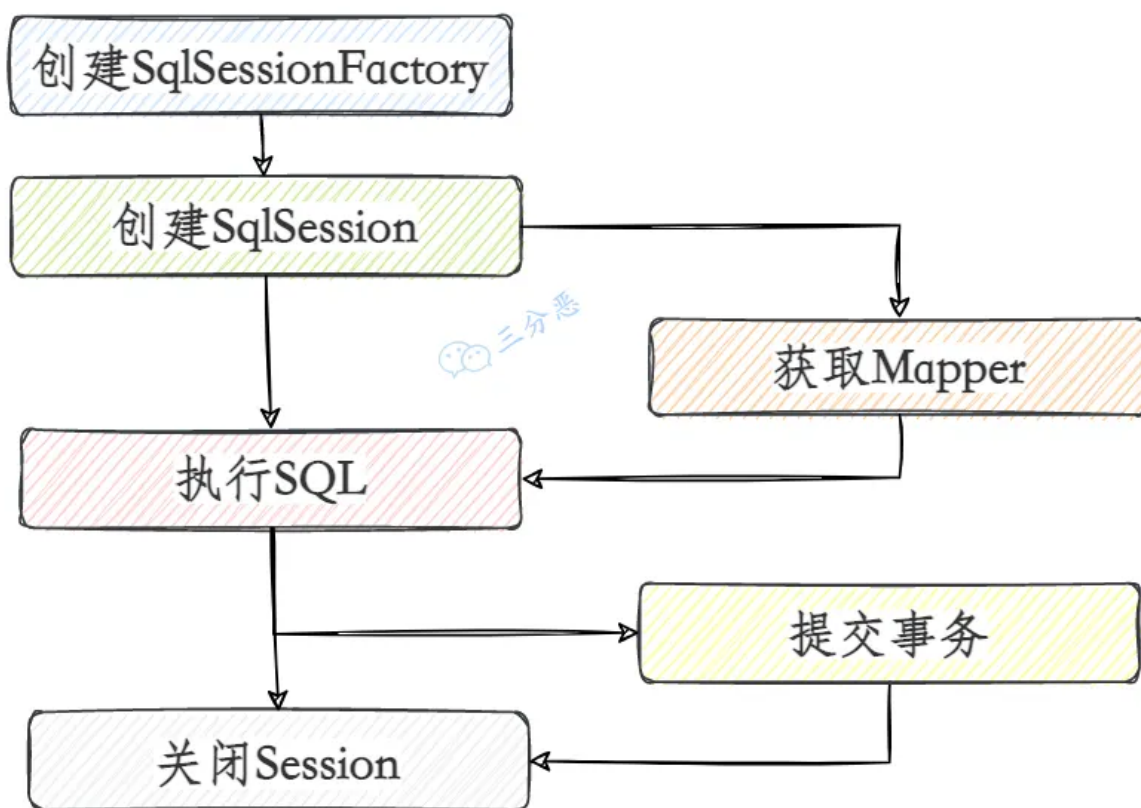 创建SqlSessionFactory
创建SqlSession
三分恶
获取Mapper
执行SQL
提交事务
关闭Session